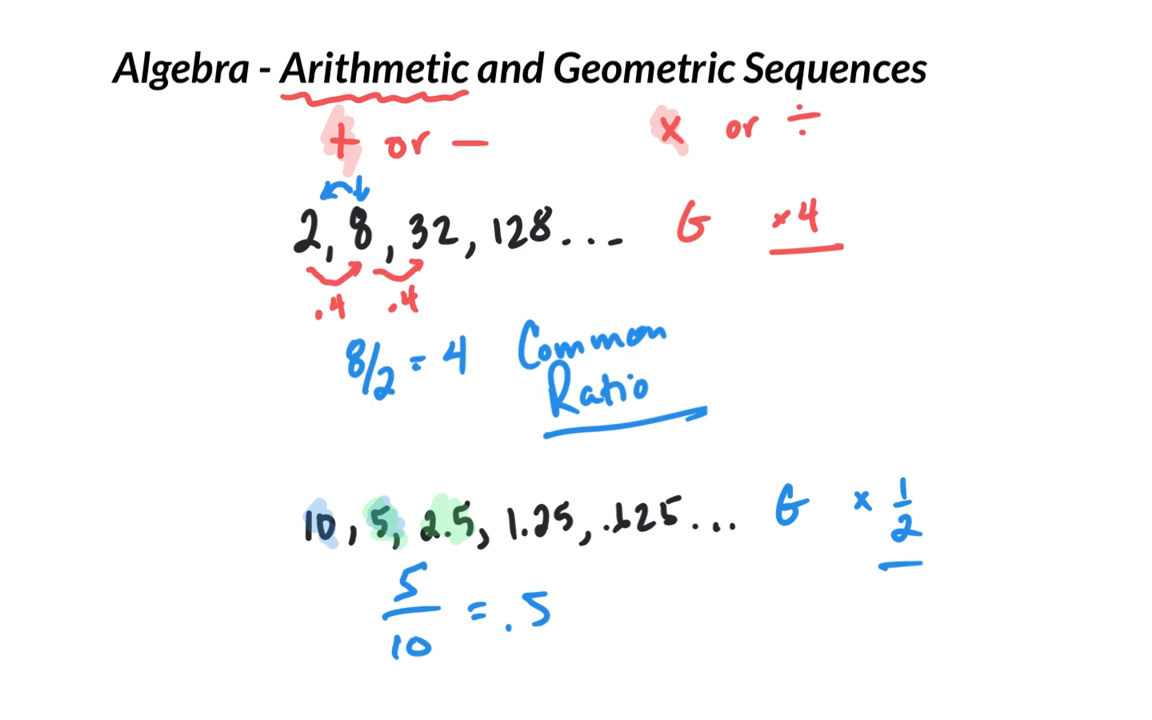 Algebra - Arithmetic and Geometric Sequences
+ or − x or ÷
2, 8, 32, 128... G ×4
.4 .4
8/2 = 4 Common
Ratio
10, 5, 2.5, 1.25, .625... G × 1/2
5/10 = .5